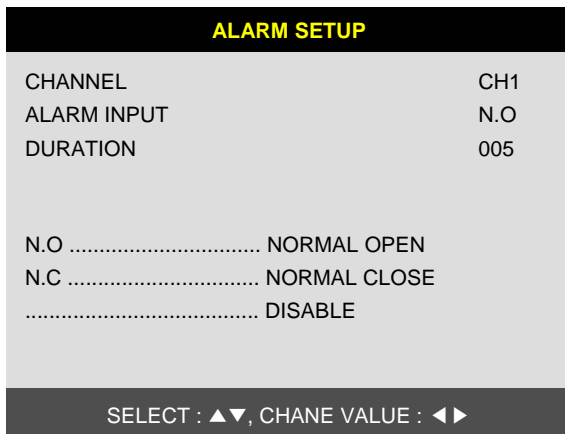 ALARM SETUP
CHANNEL CH1
ALARM INPUT N.O
DURATION 005
N.O ................................ NORMAL OPEN
N.C ................................ NORMAL CLOSE
....................................... DISABLE
SELECT : ▲▼, CHANE VALUE : ◀ ▶